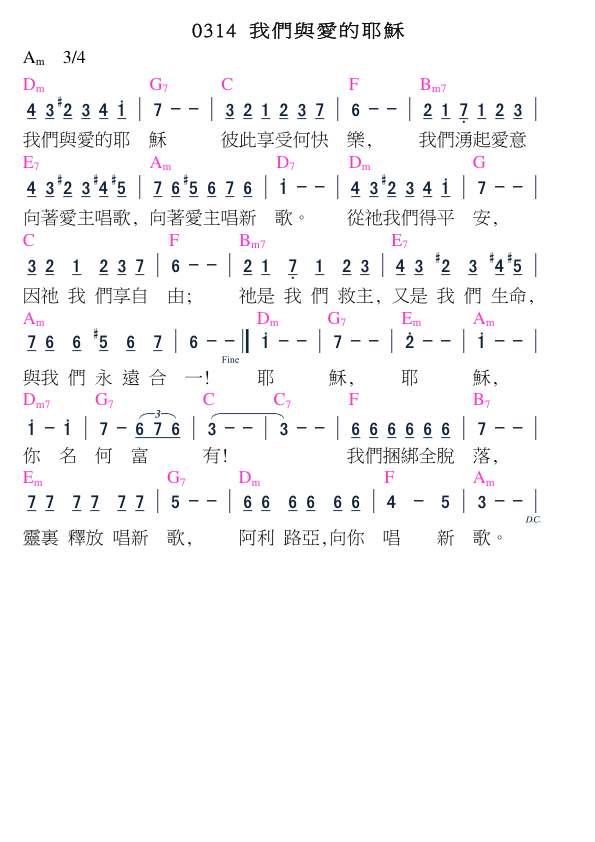 0314 我們與愛的耶穌
Am 3/4
Dm G7 C F Bm7
4 3 #2 3 4 i | 7 - - | 3 2 1 2 3 7 | 6 - - | 2 1 7 1 2 3 |
我們與愛的耶 穌 彼此享受何快 樂, 我們湧起愛意
E7 Am D7 Dm G
4 3 #2 3 #4 #5 | 7 6 #5 6 7 6 | i - - | 4 3 #2 3 4 i | 7 - - |
向著愛主唱歌, 向著愛主唱新 歌。 從祂我們得平 安,
C F Bm7 E7
3 2 1 2 3 7 | 6 - - | 2 1 7 1 2 3 | 4 3 #2 3 #4 #5 |
因祂 我 們享自 由; 祂是 我 們 救主, 又是 我 們 生命,
Am Dm G7 Em Am
7 6 6 #5 6 7 | 6 - - || i - - | 7 - - | 2 - - | i - - |
Fine
與我 們 永 遠 合 一! 耶 穌, 耶 穌,
Dm7 G7 C C7 F B7
3
i - i | 7 - 6 7 6 | 3 - - | 3 - - | 6 6 6 6 6 6 | 7 - - |
你 名 何 富 有! 我們捆綁全脫 落,
Em G7 Dm F Am
7 7 7 7 7 7 | 5 - - | 6 6 6 6 6 6 | 4 - 5 | 3 - - |
D.C.
靈裏 釋放 唱新 歌, 阿利 路亞,向你 唱 新 歌。